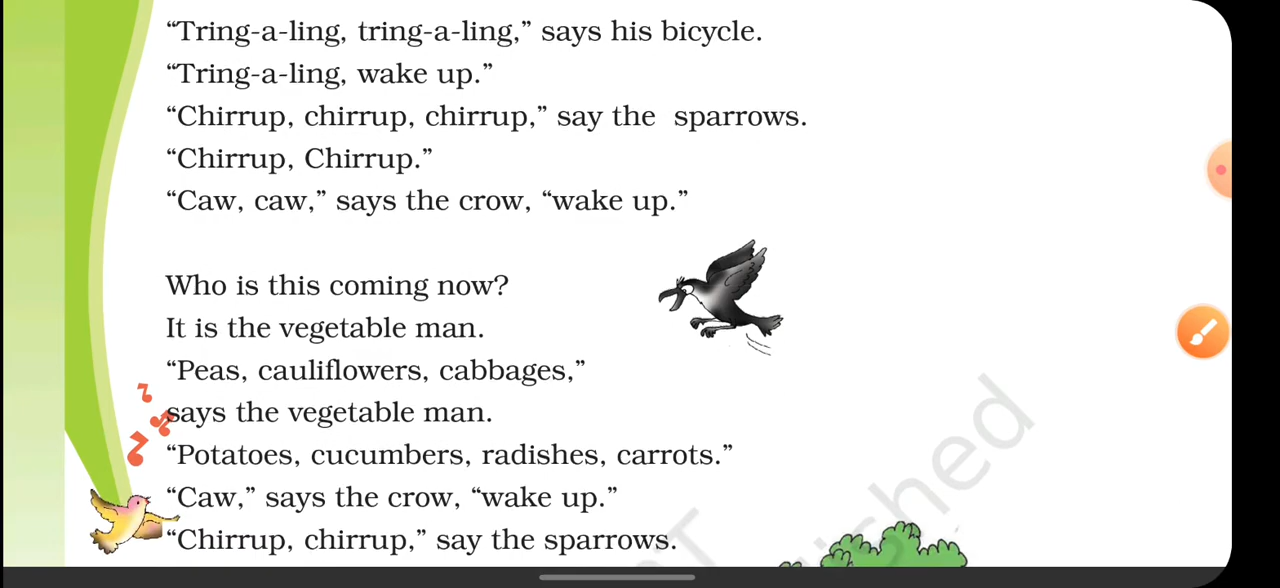 “Tring-a-ling, tring-a-ling,” says his bicycle.
“Tring-a-ling, wake up.”
“Chirrup, chirrup, chirrup,” say the sparrows.
“Chirrup, Chirrup.”
“Caw, caw,” says the crow, “wake up.”
Who is this coming now?
It is the vegetable man.
“Peas, cauliflowers, cabbages,”
says the vegetable man.
“Potatoes, cucumbers, radishes, carrots.”
“Caw,” says the crow, “wake up.”
“Chirrup, chirrup,” say the sparrows.